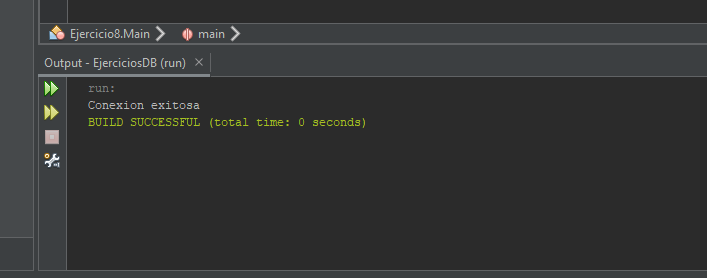 Ejercicio8.Main
main
Output - EjerciciosDB (run)
run:
Conexion exitosa
BUILD SUCCESSFUL (total time: 0 seconds)